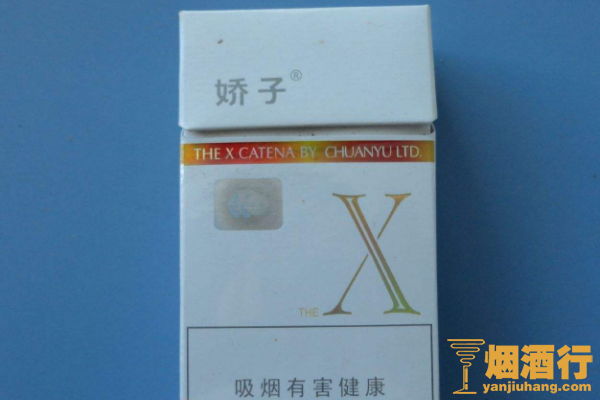 娇子®
THE X CATENA BY CHUANYU LTD.
THE X
吸烟有害健康
烟酒行
yanjiuhang.com